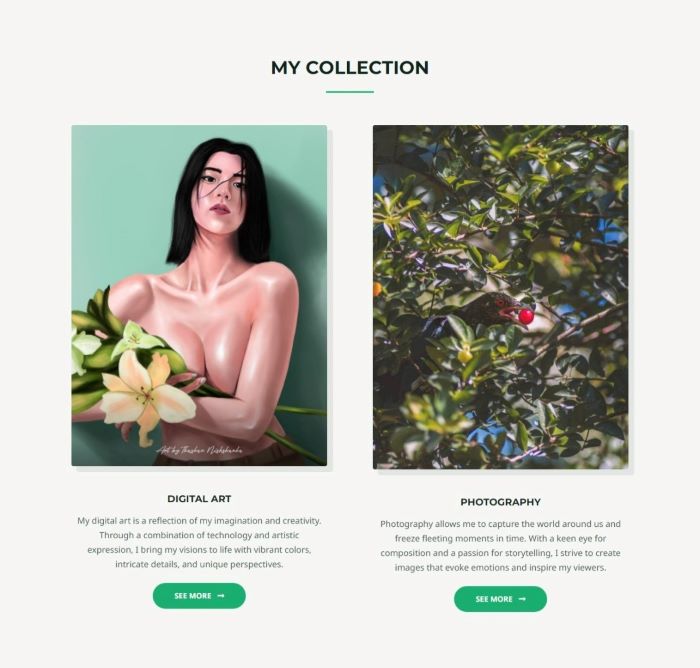 MY COLLECTION
Art by Thushan Nishshanka
DIGITAL ART
My digital art is a reflection of my imagination and creativity.
Through a combination of technology and artistic
expression, I bring my visions to life with vibrant colors,
intricate details, and unique perspectives.
SEE MORE
PHOTOGRAPHY
Photography allows me to capture the world around us and
freeze fleeting moments in time. With a keen eye for
composition and a passion for storytelling, I strive to create
images that evoke emotions and inspire my viewers.
SEE MORE